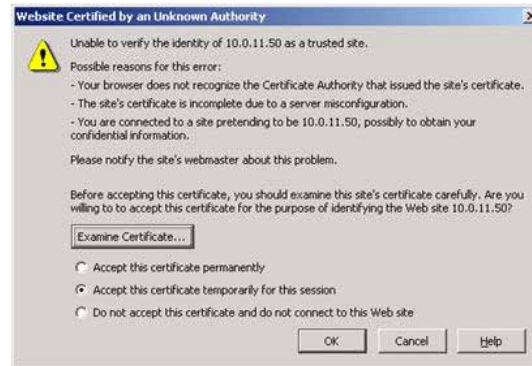 Website Certified by an Unknown Authority
Unable to verify the identity of 10.0.11.50 as a trusted site.
Possible reasons for this error:
- Your browser does not recognize the Certificate Authority that issued the site's certificate.
- The site's certificate is incomplete due to a server misconfiguration.
- You are connected to a site pretending to be 10.0.11.50, possibly to obtain your
confidential information.
Please notify the site's webmaster about this problem.
Before accepting this certificate, you should examine this site's certificate carefully. Are you
willing to to accept this certificate for the purpose of identifying the Web site 10.0.11.50?
Examine Certificate...
Accept this certificate permanently
Accept this certificate temporarily for this session
Do not accept this certificate and do not connect to this Web site
OK Cancel Help